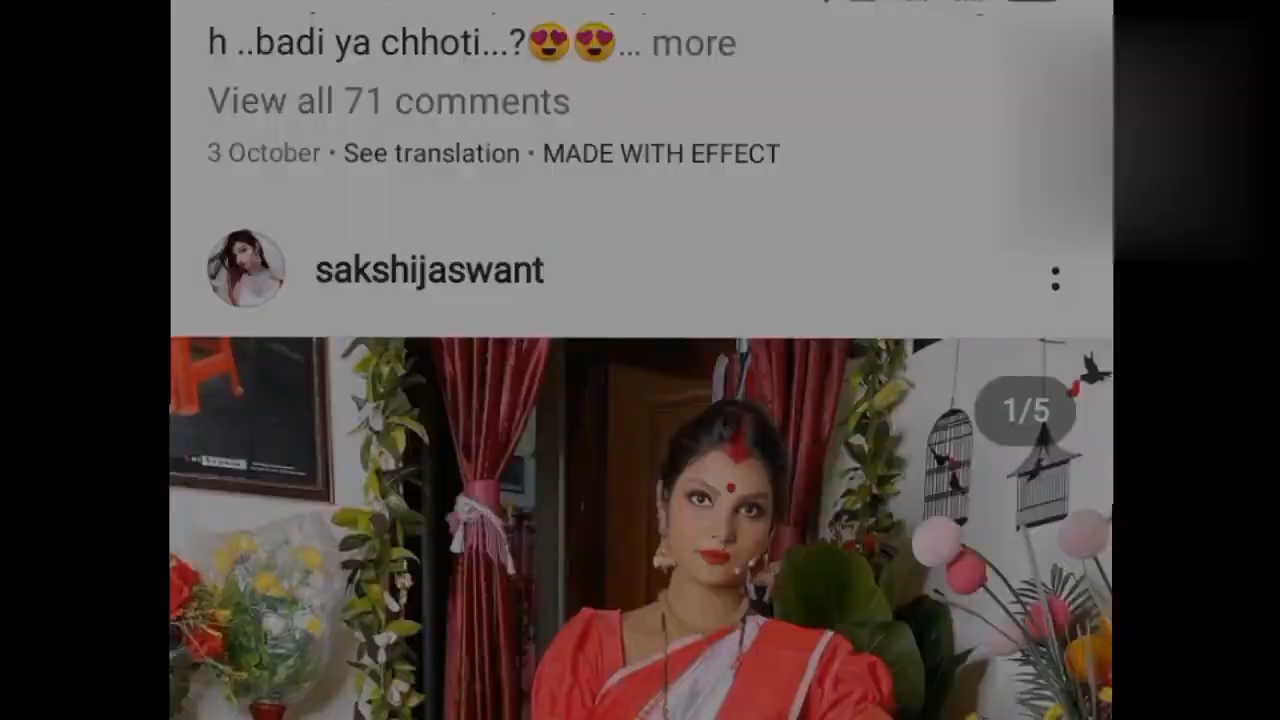 h ..badi ya chhoti...?😍😍... more
View all 71 comments
3 October • See translation • MADE WITH EFFECT
sakshijaswant
1/5